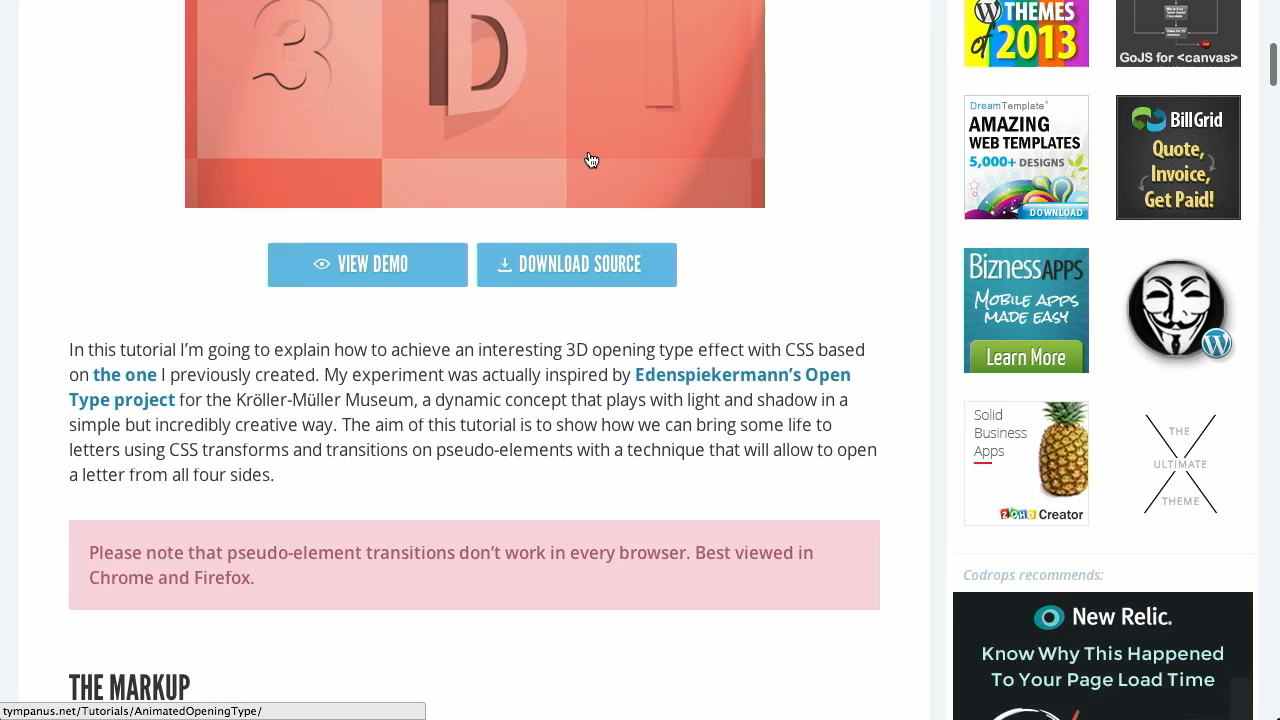 3 D I
VIEW DEMO
DOWNLOAD SOURCE
In this tutorial I'm going to explain how to achieve an interesting 3D opening type effect with CSS based
on the one I previously created. My experiment was actually inspired by Edenspiekermann's Open
Type project for the Kröller-Müller Museum, a dynamic concept that plays with light and shadow in a
simple but incredibly creative way. The aim of this tutorial is to show how we can bring some life to
letters using CSS transforms and transitions on pseudo-elements with a technique that will allow to open
a letter from all four sides.
Please note that pseudo-element transitions don't work in every browser. Best viewed in
Chrome and Firefox.
THE MARKUP
tympanus.net/Tutorials/AnimatedOpeningType/
THEMES
of 2013
GoJS for <canvas>
DreamTemplate®
AMAZING
WEB TEMPLATES
5,000+ DESIGNS
DOWNLOAD
BillGrid
Quote,
Invoice,
Get Paid!
BIZNESSAPPS
MOBILE APPS
MADE EASY
Learn More
Solid
Business
Apps
ZOHO Creator
THE
ULTIMATE
THEME
Codrops recommends:
New Relic.
Know Why This Happened
To Your Page Load Time